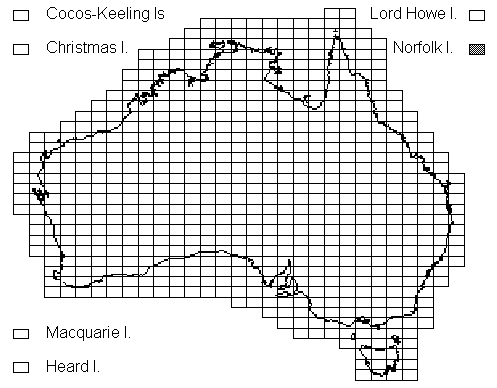 Cocos-Keeling Is
Lord Howe I.
Christmas I.
Norfolk I.
Macquarie I.
Heard I.